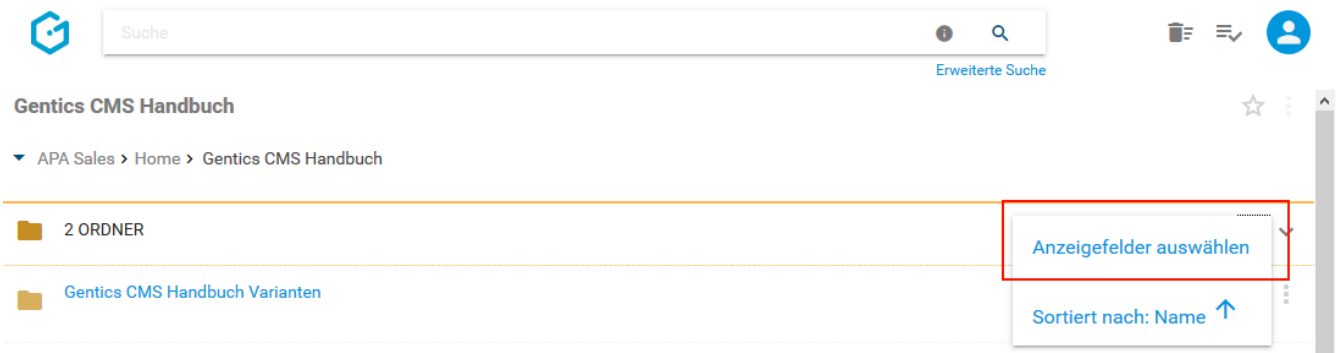 Suche
Erweiterte Suche
Gentics CMS Handbuch
APA Sales > Home > Gentics CMS Handbuch
2 ORDNER
Anzeigefelder auswählen
Gentics CMS Handbuch Varianten
Sortiert nach: Name